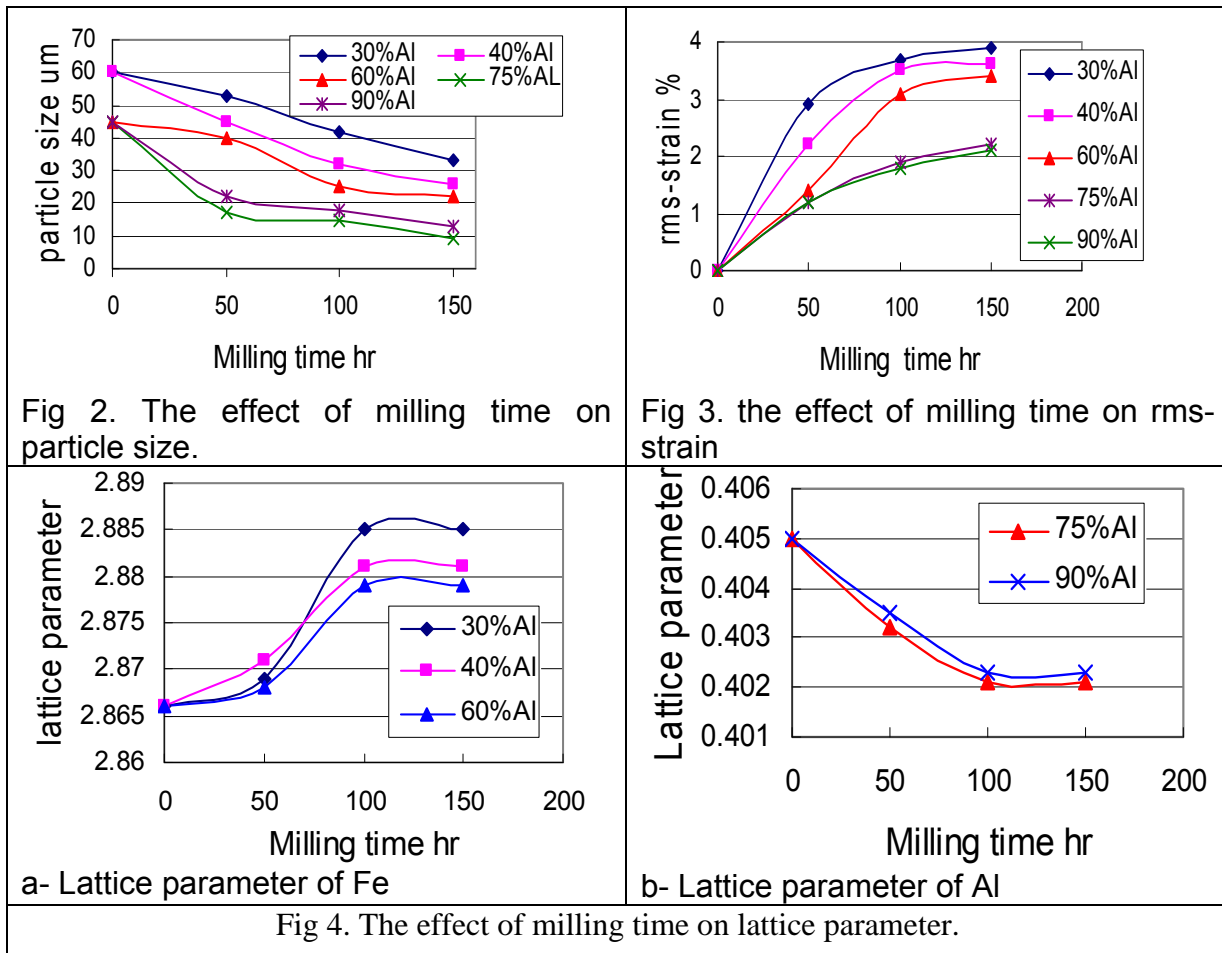 70
60
50
40
30
20
10
0
particle size um
30%Al 40%Al
60%Al 75%AL
90%Al
0 50 100 150
Milling time hr
Fig 2. The effect of milling time on
particle size.
4
3
2
1
0
rms-strain %
30%Al
40%Al
60%Al
75%Al
90%Al
0 50 100 150 200
Milling time hr
Fig 3. the effect of milling time on rms-
strain
2.89
2.885
2.88
2.875
2.87
2.865
2.86
lattice parameter
30%Al
40%Al
60%Al
0 50 100 150 200
Milling time hr
a- Lattice parameter of Fe
0.406
0.405
0.404
0.403
0.402
0.401
Lattice parameter
75%Al
90%Al
0 50 100 150 200
Milling time hr
b- Lattice parameter of Al
Fig 4. The effect of milling time on lattice parameter.